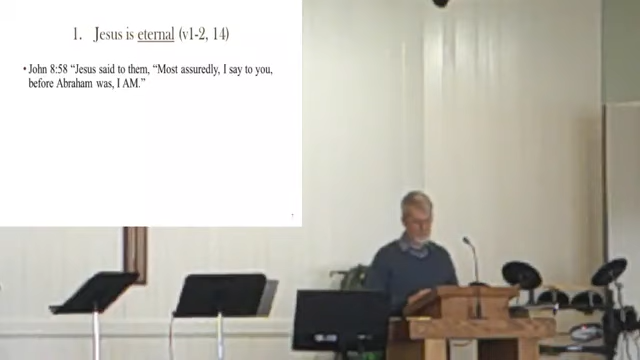 1. Jesus is eternal (v1-2, 14)
• John 8:58 “Jesus said to them, “Most assuredly, I say to you,
before Abraham was, I AM.”